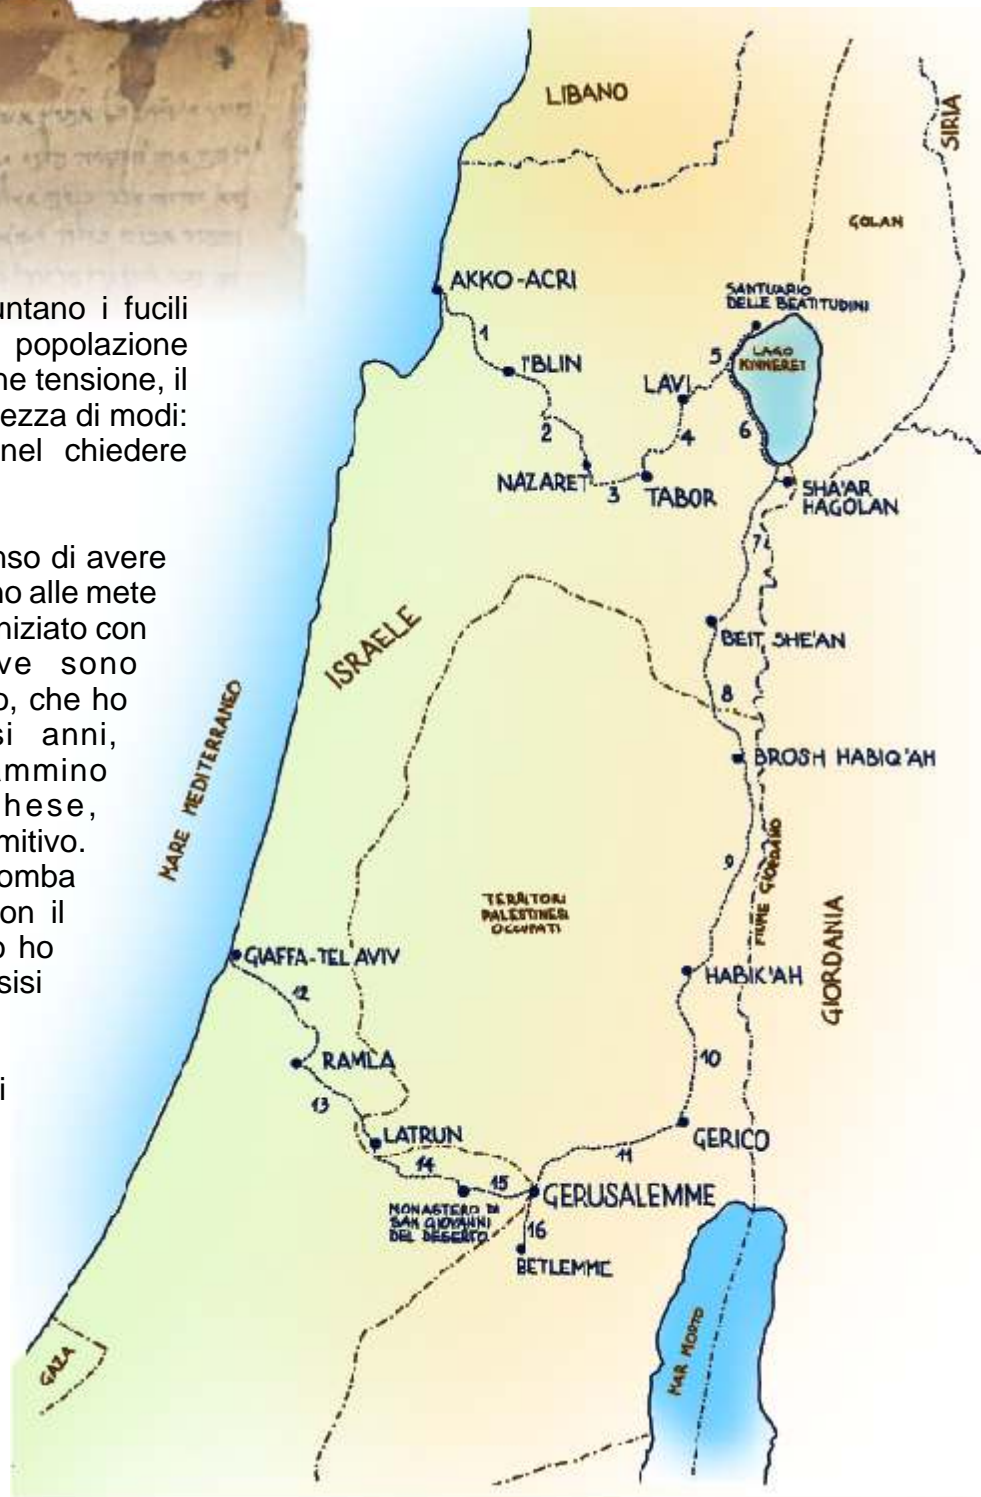 untano i fucili
popolazione
ne tensione, il
ezza di modi:
nel chiedere
nso di avere
no alle mete
niziato con
ve sono
o, che ho
si anni,
ammino
hese,
mitivo.
omba
on il
o ho
sisi
i
LIBANO
SIRIA
GOLAN
AKKO-ACRI
SANTUARIO
DELLE BEATITUDINI
1
I'BLIN
5
LAGO
KINNERET
LAVI
2
4
6
NAZARET
3
TABOR
SHA'AR
HAGOLAN
7
ISRAELE
BEIT SHE'AN
MARE MEDITERRANEO
8
BROSH HABIQ'AH
9
FIUME GIORDANO
TERRITORI
PALESTINESI
OCCUPATI
GIORDANIA
GIAFFA-TEL AVIV
HABIK'AH
12
RAMLA
10
13
LATRUN
GERICO
11
14
15
GERUSALEMME
MONASTERO DI
SAN GIOVANNI
DEL DESERTO
16
BETLEMME
MAR MORTO
GAZA